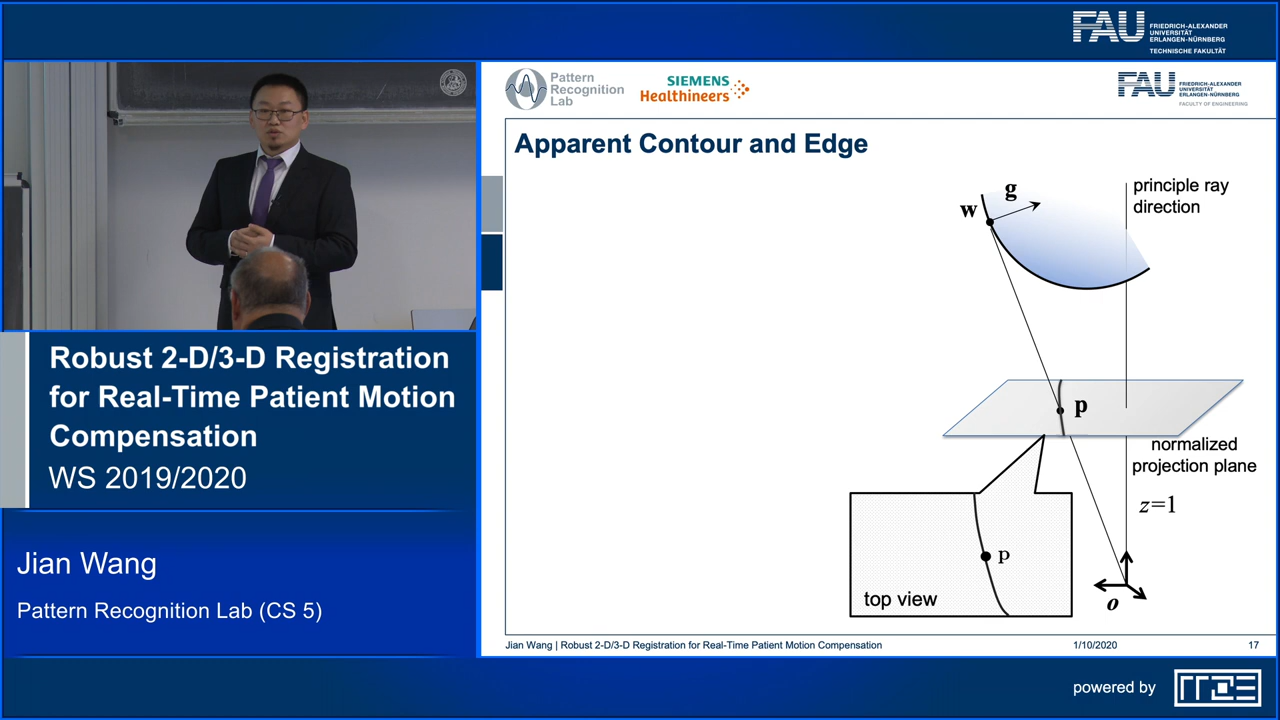 FAU
FRIEDRICH-ALEXANDER
UNIVERSITÄT
ERLANGEN-NÜRNBERG
TECHNISCHE FAKULTÄT
Pattern
Recognition
Lab
SIEMENS
Healthineers
FAU
FRIEDRICH-ALEXANDER
UNIVERSITÄT
ERLANGEN-NÜRNBERG
FACULTY OF ENGINEERING
Apparent Contour and Edge
principle ray
direction
g
w
p
normalized
projection plane
z=1
p
top view
o
Jian Wang | Robust 2-D/3-D Registration for Real-Time Patient Motion Compensation
1/10/2020
17
Robust 2-D/3-D Registration
for Real-Time Patient Motion
Compensation
WS 2019/2020
Jian Wang
Pattern Recognition Lab (CS 5)
powered by